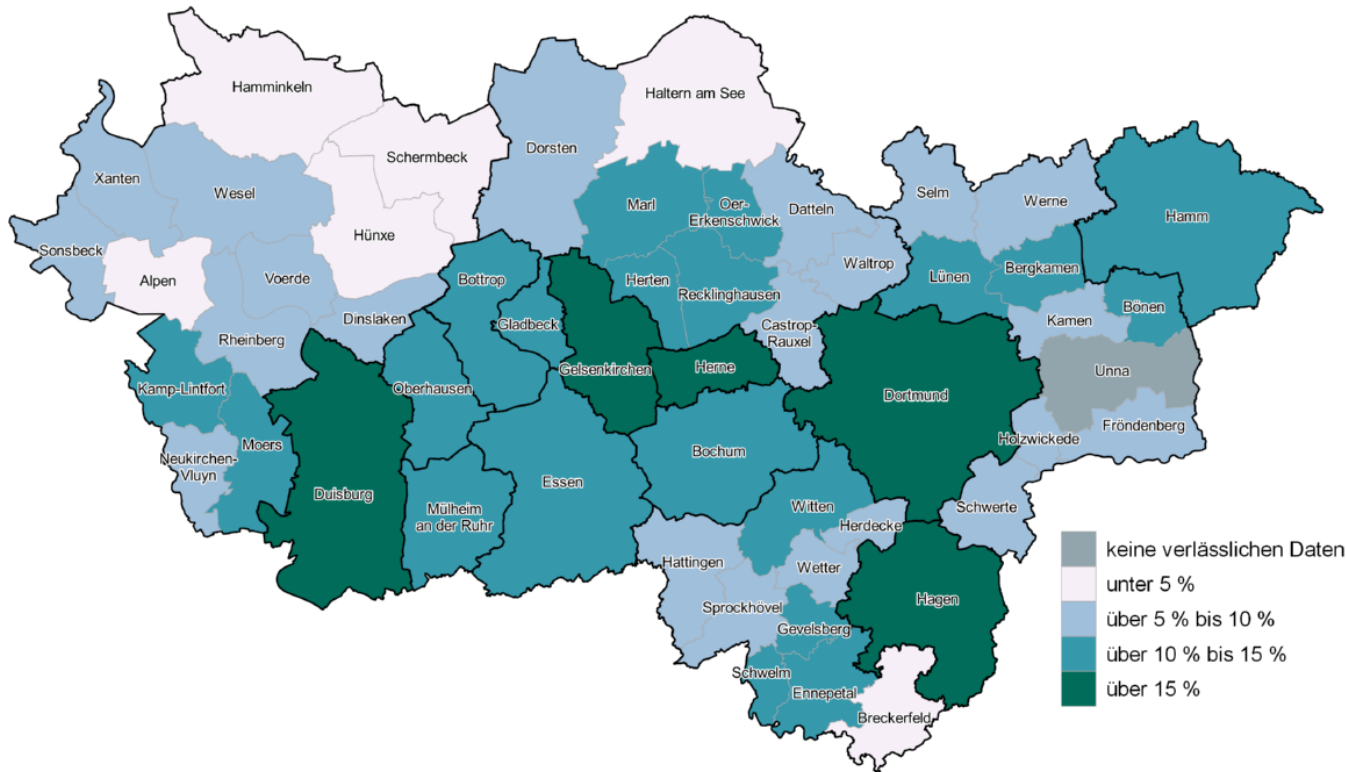 Hamminkeln
Haltern am See
Schermbeck
Dorsten
Xanten
Wesel
Selm
Werne
Marl
Oer-
Erkenschwick
Datteln
Hamm
Hünxe
Sonsbeck
Waltrop
Alpen
Voerde
Bottrop
Herten
Recklinghausen
Lünen
Bergkamen
Bönen
Dinslaken
Gladbeck
Castrop-
Rauxel
Kamen
Rheinberg
Gelsenkirchen
Herne
Unna
Kamp-Lintfort
Oberhausen
Dortmund
Fröndenberg
Holzwickede
Moers
Neukirchen-
Vluyn
Bochum
Duisburg
Essen
Mülheim
an der Ruhr
Witten
Schwerte
Herdecke
Hattingen
Wetter
Hagen
Sprockhövel
Gevelsberg
Schwelm
Ennepetal
Breckerfeld
keine verlässlichen Daten
unter 5 %
über 5 % bis 10 %
über 10 % bis 15 %
über 15 %